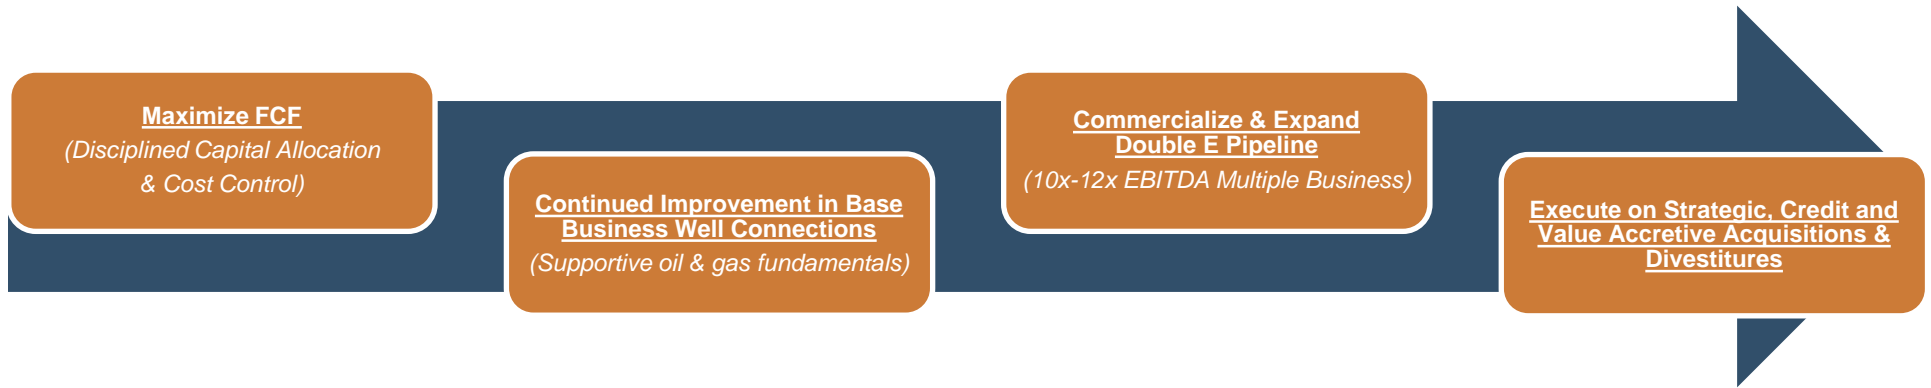 Maximize FCF
(Disciplined Capital Allocation
& Cost Control)
Continued Improvement in Base
Business Well Connections
(Supportive oil & gas fundamentals)
Commercialize & Expand
Double E Pipeline
(10x-12x EBITDA Multiple Business)
Execute on Strategic, Credit and
Value Accretive Acquisitions &
Divestitures